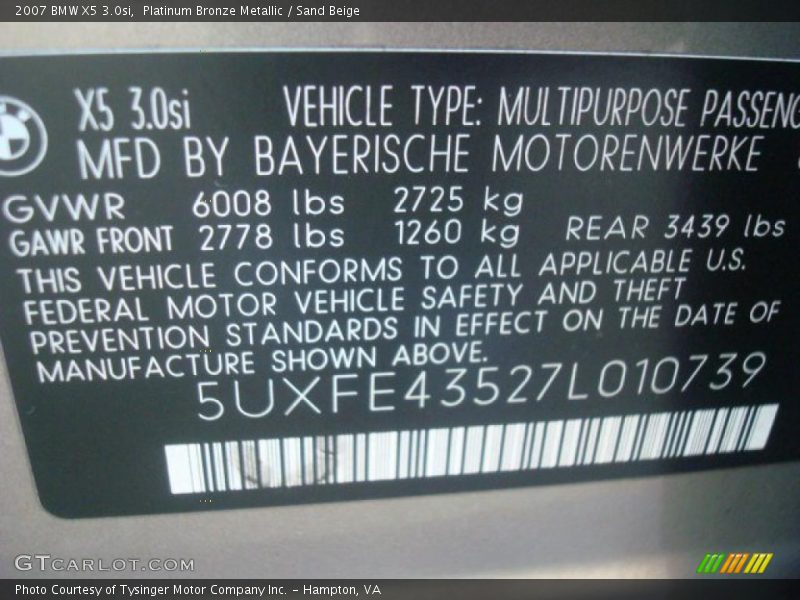 2007 BMW X5 3.0si, Platinum Bronze Metallic / Sand Beige
X5 3.0si VEHICLE TYPE: MULTIPURPOSE PASSENG
MFD BY BAYERISCHE MOTORENWERKE
GVWR 6008 lbs 2725 kg
GAWR FRONT 2778 lbs 1260 kg REAR 3439 lbs
THIS VEHICLE CONFORMS TO ALL APPLICABLE U.S.
FEDERAL MOTOR VEHICLE SAFETY AND THEFT
PREVENTION STANDARDS IN EFFECT ON THE DATE OF
MANUFACTURE SHOWN ABOVE.
5UXFE43527L010739
GTCARLOT.COM
Photo Courtesy of Tysinger Motor Company Inc. - Hampton, VA